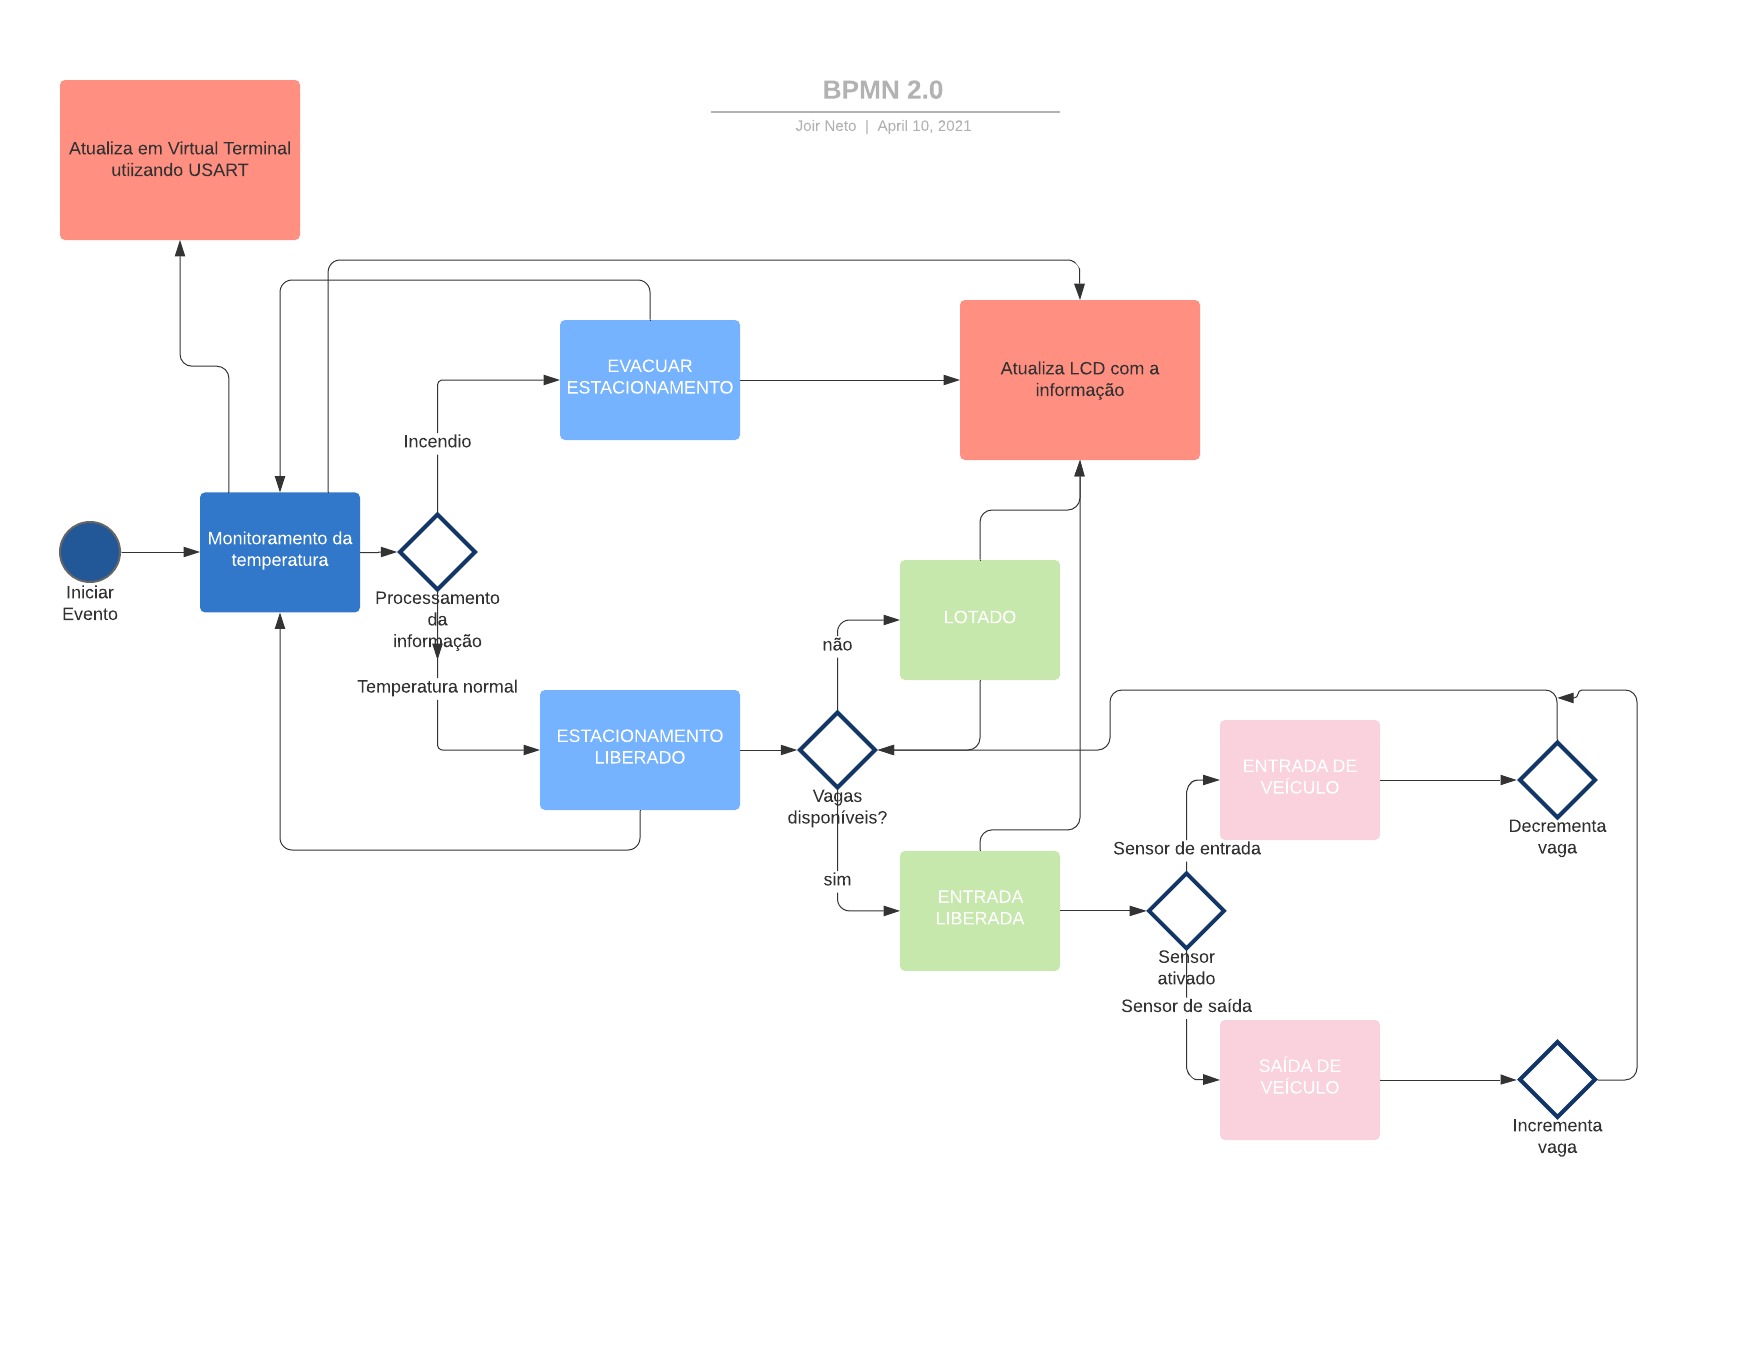 BPMN 2.0
Joir Neto | April 10, 2021
Atualiza em Virtual Terminal
utiizando USART
EVACUAR
ESTACIONAMENTO
Atualiza LCD com a
informação
Incendio
Monitoramento da
temperatura
Iniciar
Evento
Processamento
da
informação
Temperatura normal
ESTACIONAMENTO
LIBERADO
não
LOTADO
Vagas
disponíveis?
sim
ENTRADA
LIBERADA
ENTRADA DE
VEÍCULO
Sensor de entrada
Decrementa
vaga
Sensor
ativado
Sensor de saída
SAÍDA DE
VEÍCULO
Incrementa
vaga